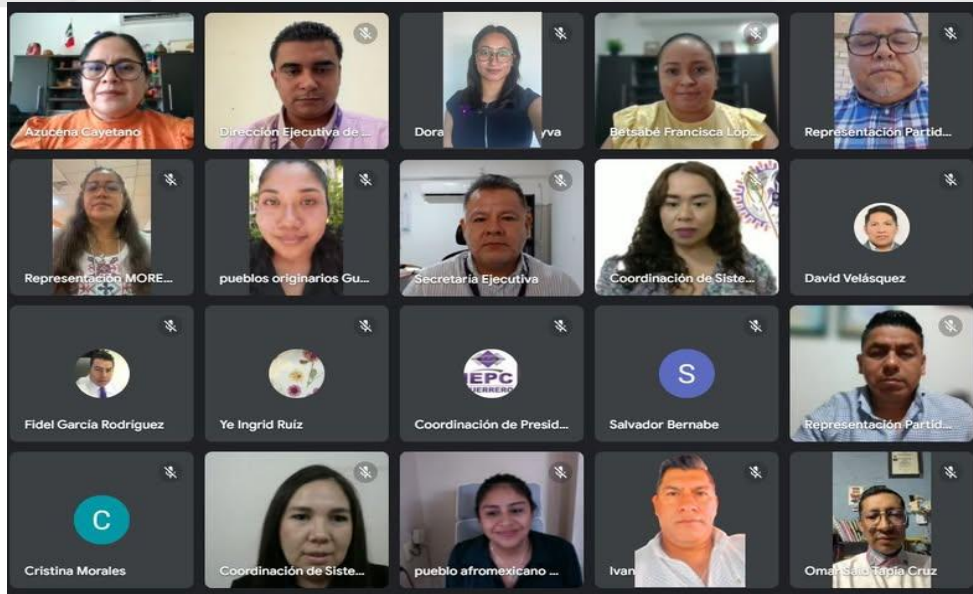 Azucena Cayetano
Dirección Ejecutiva de ...
Dora
yva
Betsabé Francisca Lóp...
Representación Partid...
Representación MORE...
pueblos originarios Gu...
Secretaría Ejecutiva
Coordinación de Siste...
David Velásquez
Fidel García Rodríguez
Ye Ingrid Ruíz
IEPC
GUERRERO
Coordinación de Presid...
S
Salvador Bernabe
Representación Partid...
C
Cristina Morales
Coordinación de Siste...
pueblo afromexicano ...
Ivan
Omar Said Tapia Cruz